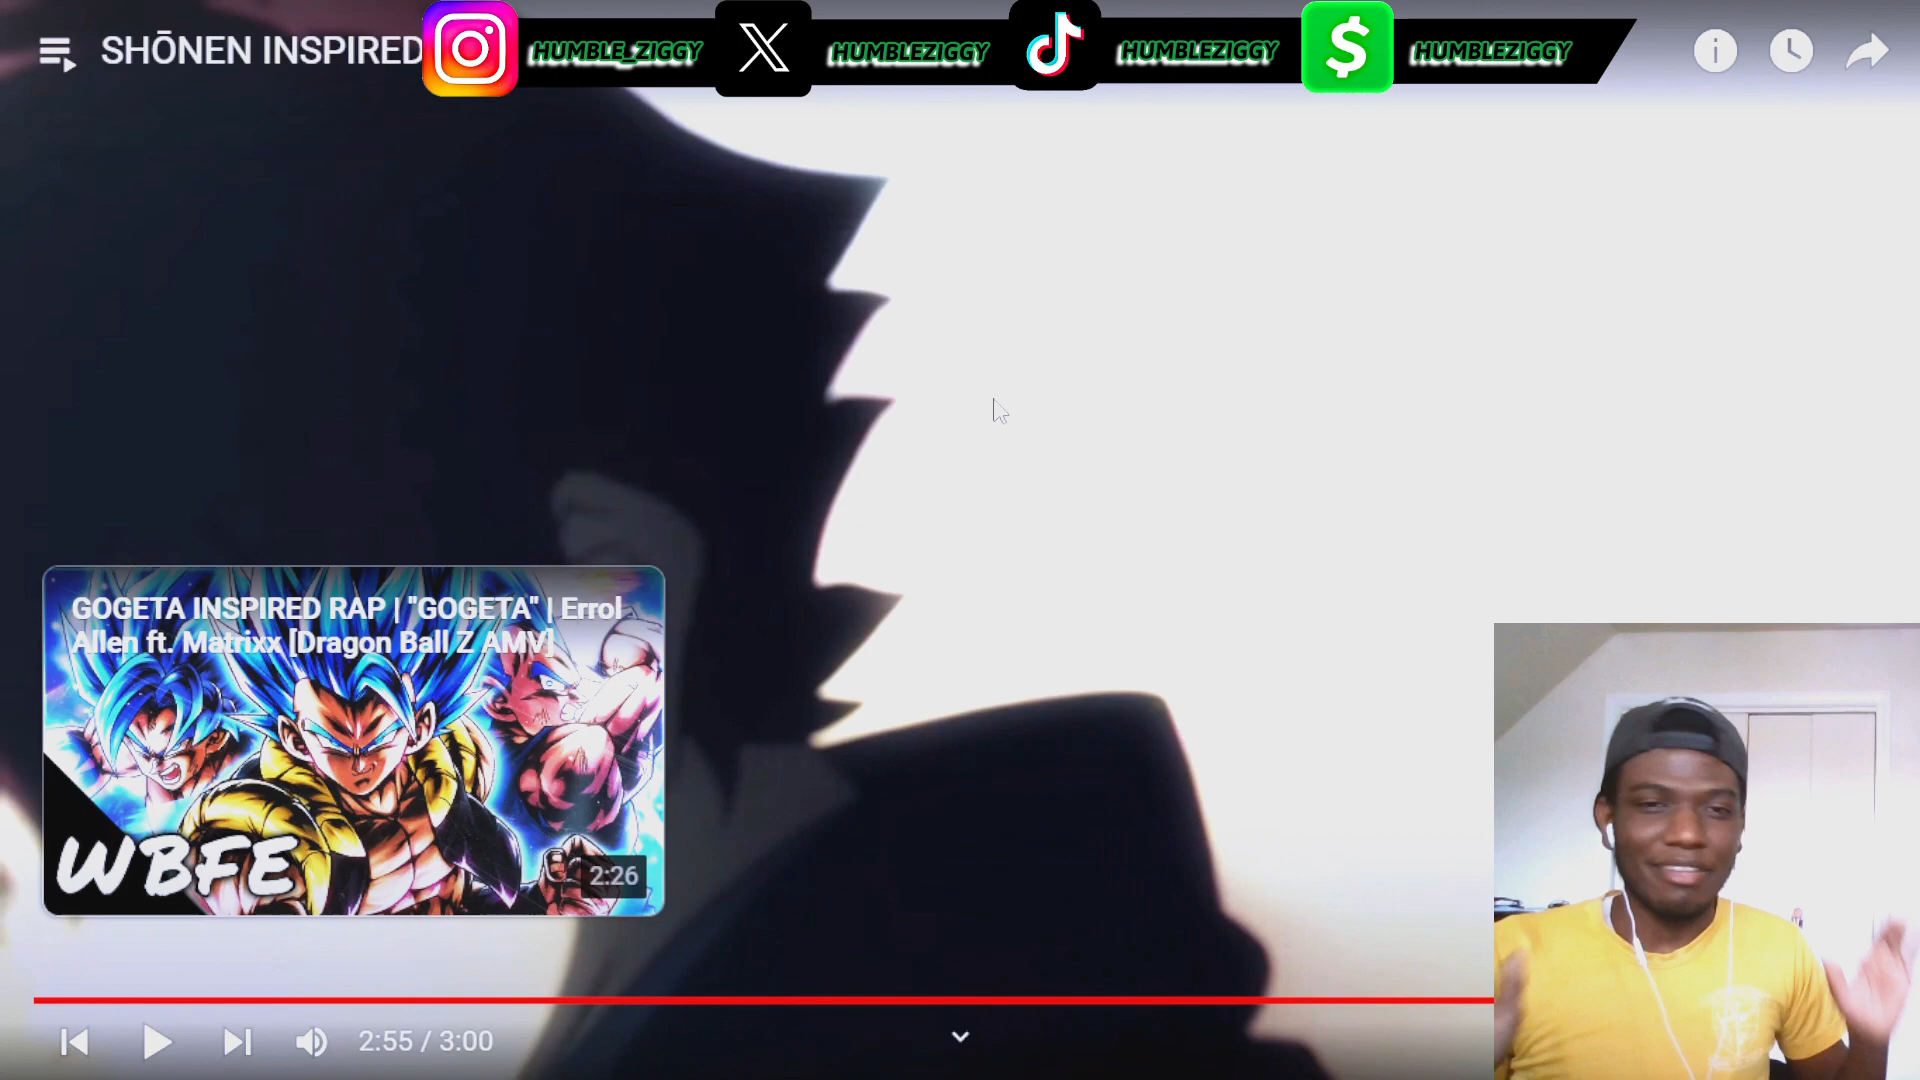 SHŌNEN INSPIRED
HUMBLE_ZIGGY
HUMBLEZIGGY
HUMBLEZIGGY
HUMBLEZIGGY
GOGETA INSPIRED RAP | "GOGETA" | Errol
Allen ft. Matrixx [Dragon Ball Z AMV]
WBFE
2:26
2:55 / 3:00